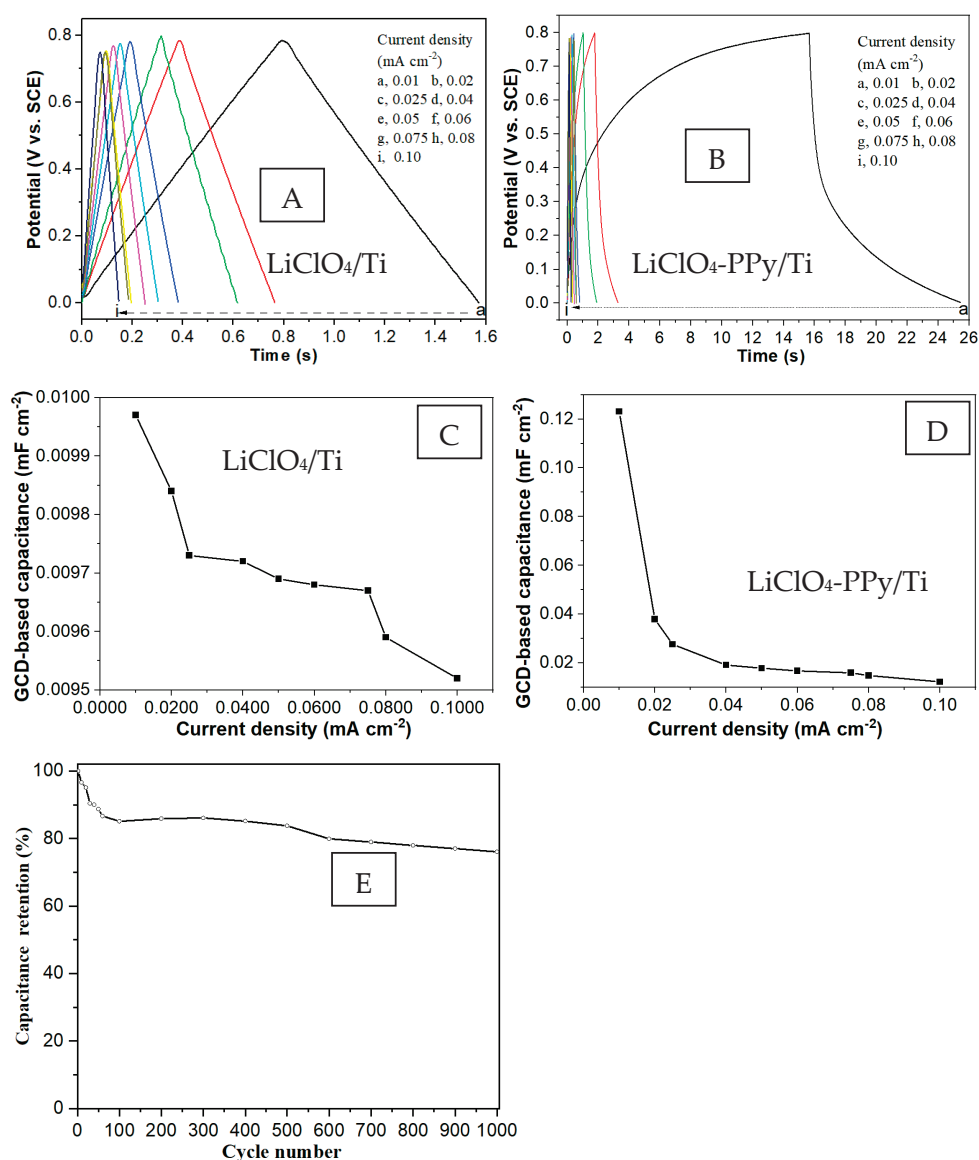 0.8
0.6
0.4
0.2
0.0
Potential (V vs. SCE)
Current density
(mA cm-2)
a, 0.01 b, 0.02
c, 0.025 d, 0.04
e, 0.05 f, 0.06
g, 0.075 h, 0.08
i, 0.10
A
LiClO4/Ti
i
a
0.0 0.2 0.4 0.6 0.8 1.0 1.2 1.4 1.6
Time (s)
0.8
0.7
0.6
0.5
0.4
0.3
0.2
0.1
0.0
Potential (V vs. SCE)
Current density
(mA cm-2)
a, 0.01 b, 0.02
c, 0.025 d, 0.04
e, 0.05 f, 0.06
g, 0.075 h, 0.08
i, 0.10
B
LiClO4-PPy/Ti
i
a
0 2 4 6 8 10 12 14 16 18 20 22 24 26
Time (s)
0.0100
0.0099
0.0098
0.0097
0.0096
0.0095
GCD-based capacitance (mF cm-2)
C
LiClO4/Ti
0.0000 0.0200 0.0400 0.0600 0.0800 0.1000
Current density (mA cm-2)
0.12
0.10
0.08
0.06
0.04
0.02
GCD-based capacitance (mF cm-2)
D
LiClO4-PPy/Ti
0.00 0.02 0.04 0.06 0.08 0.10
Current density (mA cm-2)
100
80
60
40
20
0
Capacitance retention (%)
E
0 100 200 300 400 500 600 700 800 900 1000
Cycle number